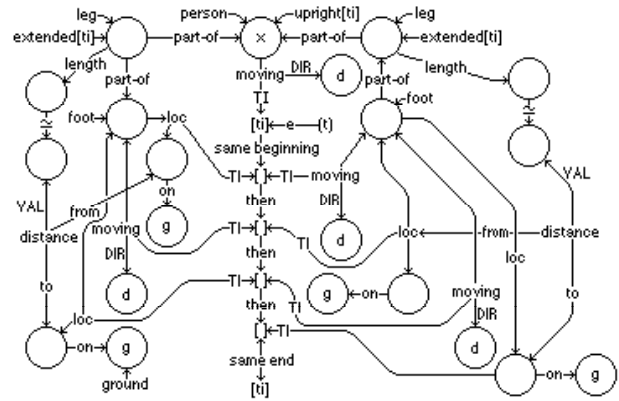 leg person upright[ti] leg
extended[ti] part-of × part-of extended[ti]
length part-of moving DIR d part-of length
TI
~ foot loc [ti] e (t) foot ~
same beginning
TI [ ] TI moving
on then DIR YAL
YAL from moving g TI [ ] TI d loc from distance
distance DIR then loc
to d TI [ ] TI g on moving to
loc then DIR
[ ] TI d
on g same end on g
ground [ti]